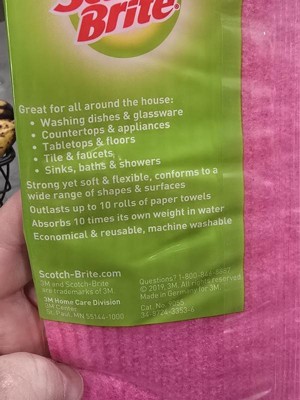 Scotch
Brite
Great for all around the house:
• Washing dishes & glassware
• Countertops & appliances
• Tabletops & floors
• Tile & faucets
• Sinks, baths & showers
Strong yet soft & flexible, conforms to a
wide range of shapes & surfaces
Outlasts up to 10 rolls of paper towels
Absorbs 10 times its own weight in water
Economical & reusable, machine washable
Scotch-Brite.com
3M and Scotch-Brite
are trademarks of 3M.
3M Home Care Division
3M Center
St. Paul, MN 55144-1000
Questions?
© 2019, 3M. All rights reserved.
Made in Germany for 3M.
Cat. No. 9055